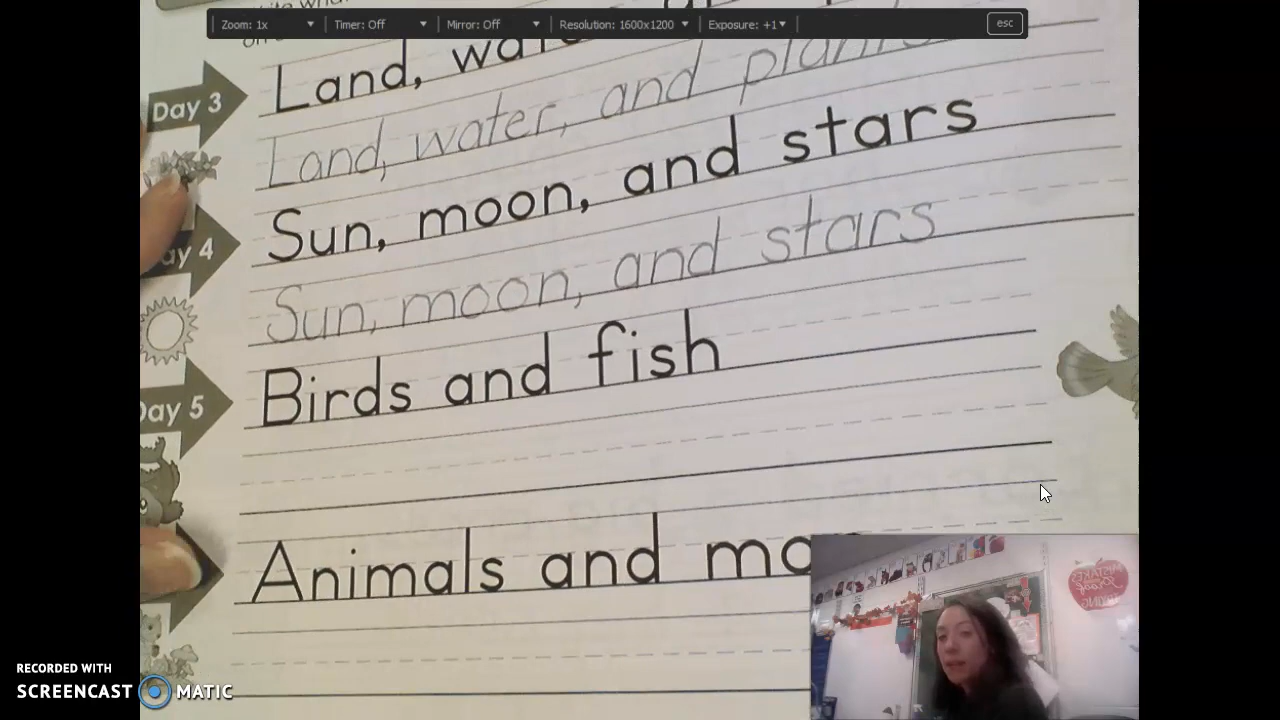 Zoom: 1x Timer: Off Mirror: Off Resolution: 1600x1200 Exposure: +1 esc
Day 3 Land,
Land, water, and plants
Day 4 Sun, moon, and stars
Sun, moon, and stars
Day 5 Birds and fish
Animals and
RECORDED WITH
SCREENCAST MATIC